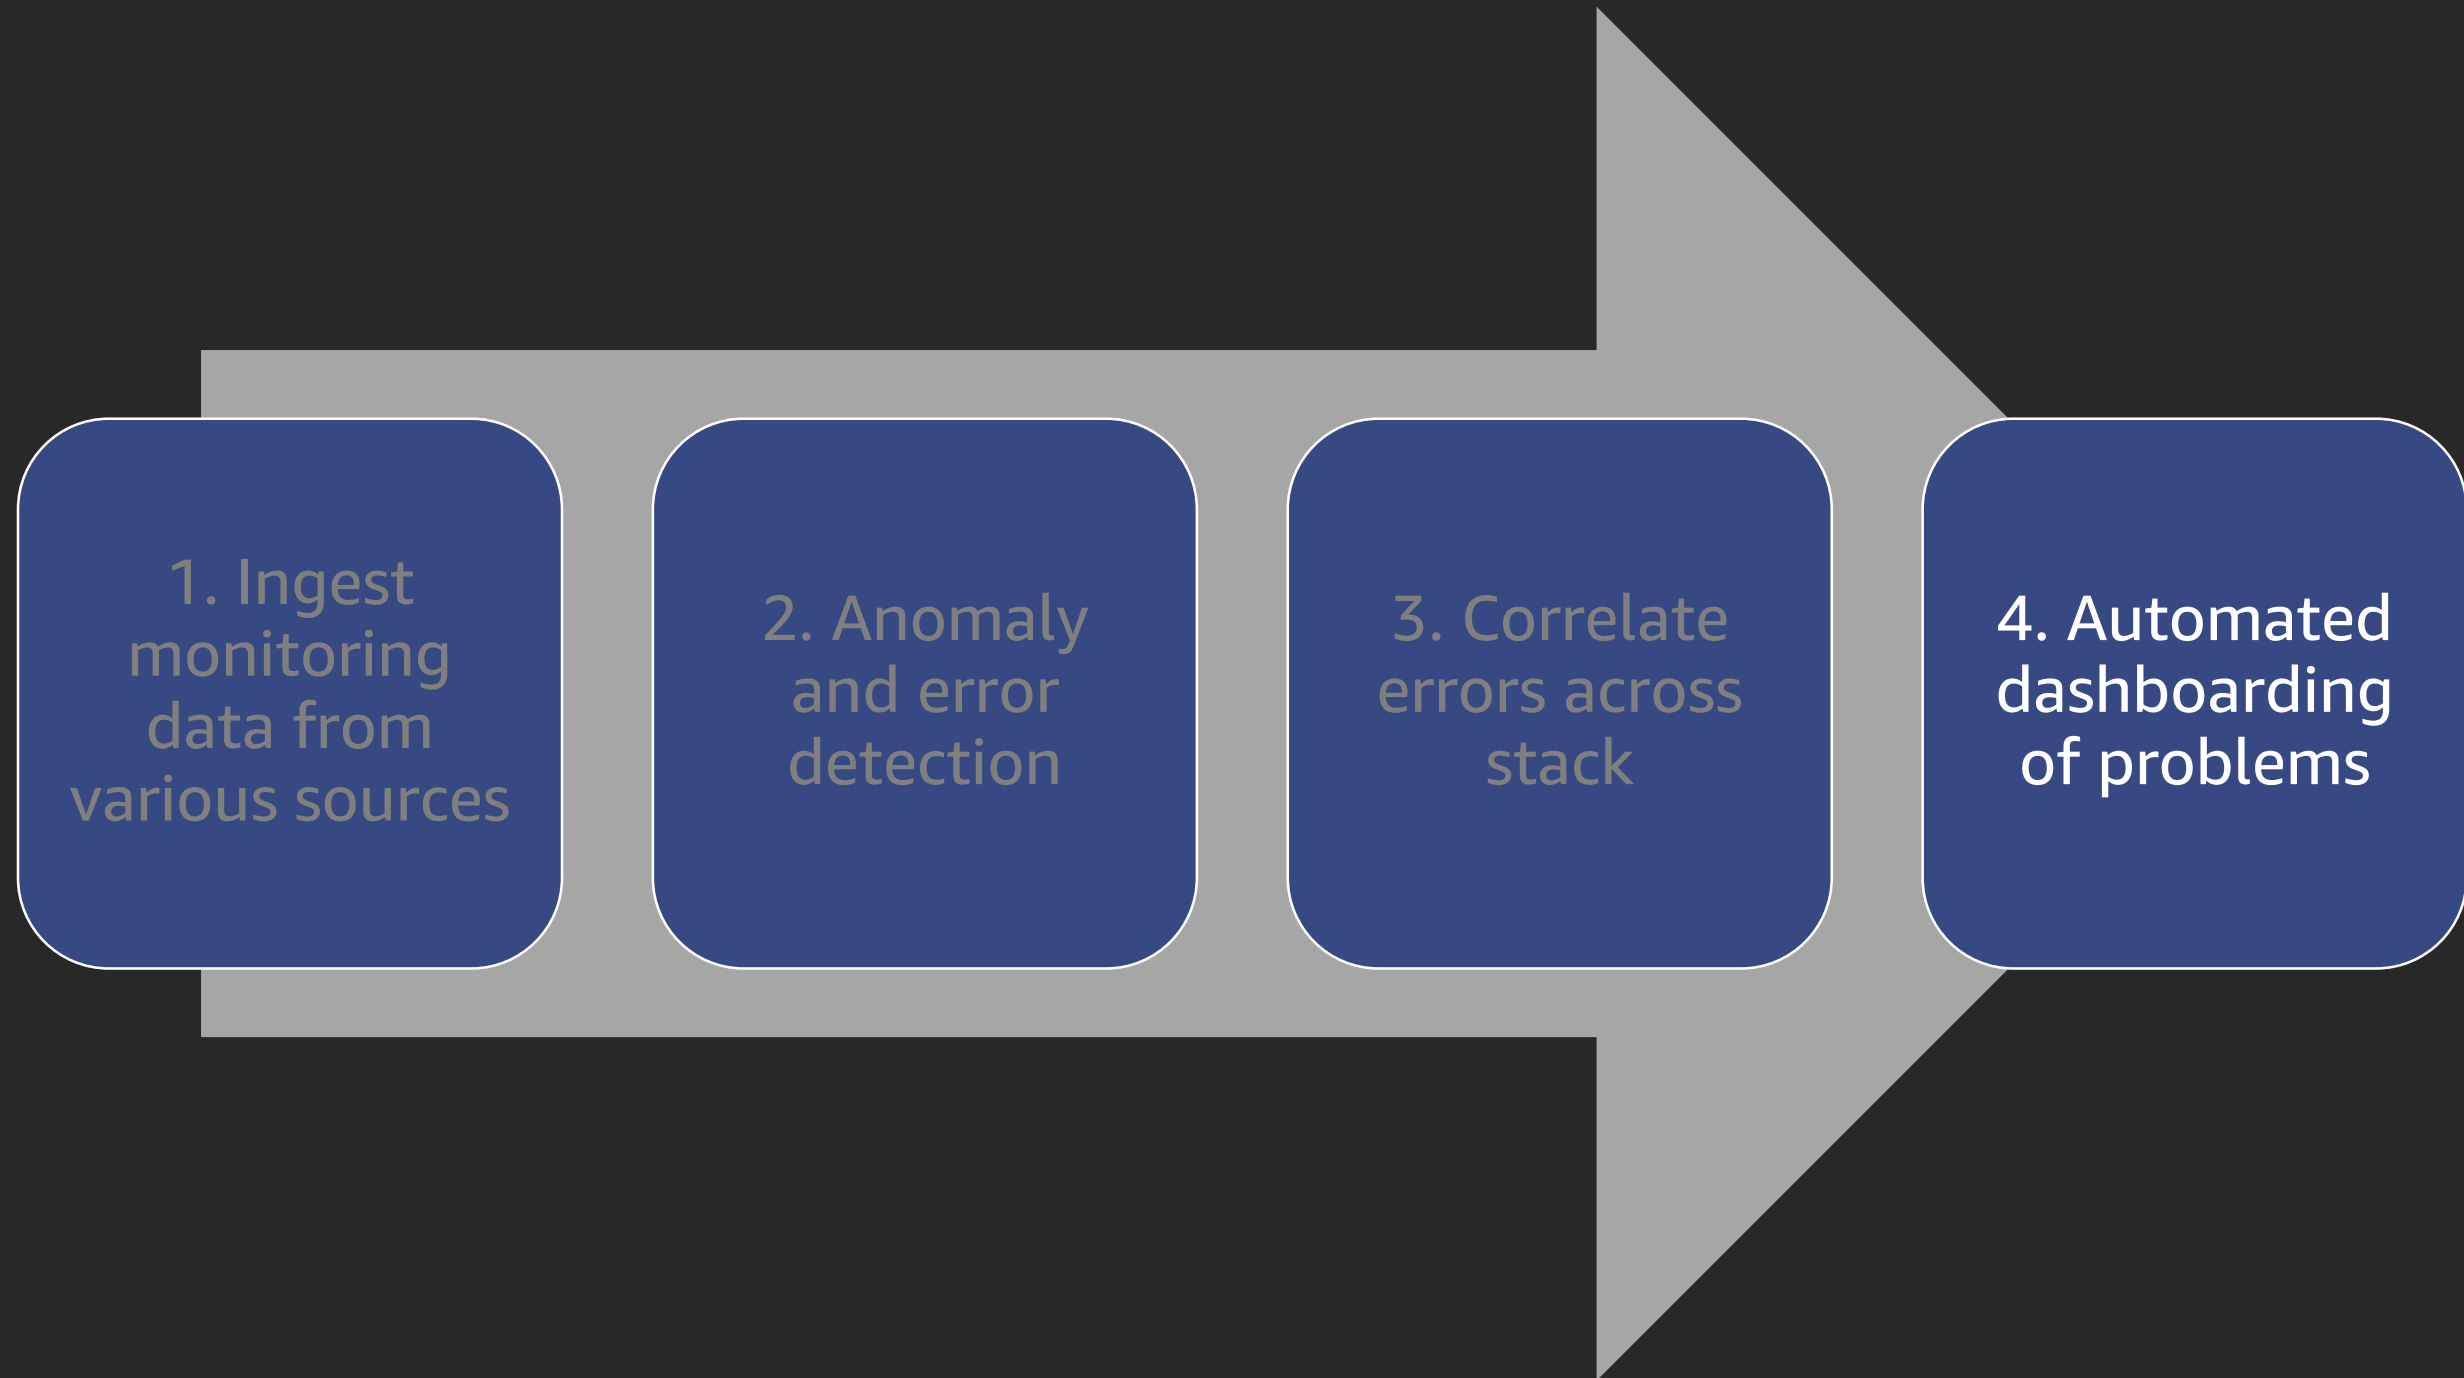 1. Ingest
monitoring
data from
various sources
2. Anomaly
and error
detection
3. Correlate
errors across
stack
4. Automated
dashboarding
of problems